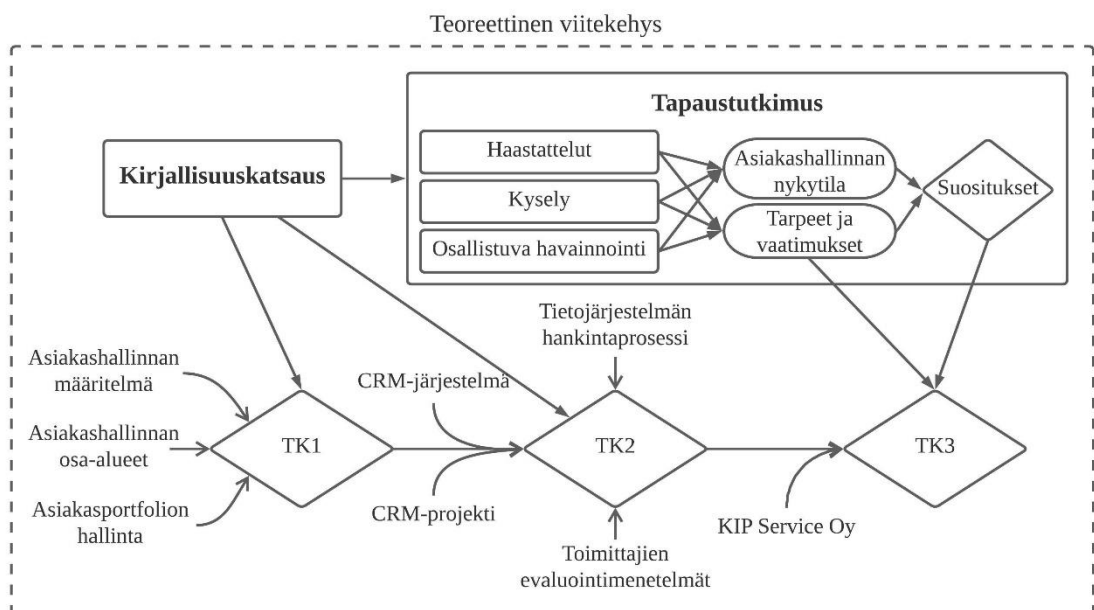 Teoreettinen viitekehys
Tapaustutkimus
Kirjallisuuskatsaus
Haastattelut
Kysely
Osallistuva havainnointi
Asiakashallinnan
nykytila
Tarpeet ja
vaatimukset
Suositukset
Asiakashallinnan
määritelmä
Asiakashallinnan
osa-alueet
Asiakasportfolion
hallinta
TK1
CRM-järjestelmä
CRM-projekti
Tietojärjestelmän
hankintaprosessi
TK2
Toimittajien
evaluointimenetelmät
KIP Service Oy
TK3